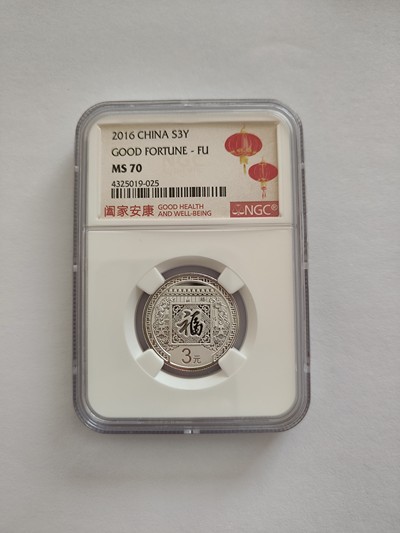 2016 CHINA S3Y
GOOD FORTUNE - FU
MS 70
4325019-025
阖家安康 GOOD HEALTH AND WELL-BEING
NGC®
福
3元